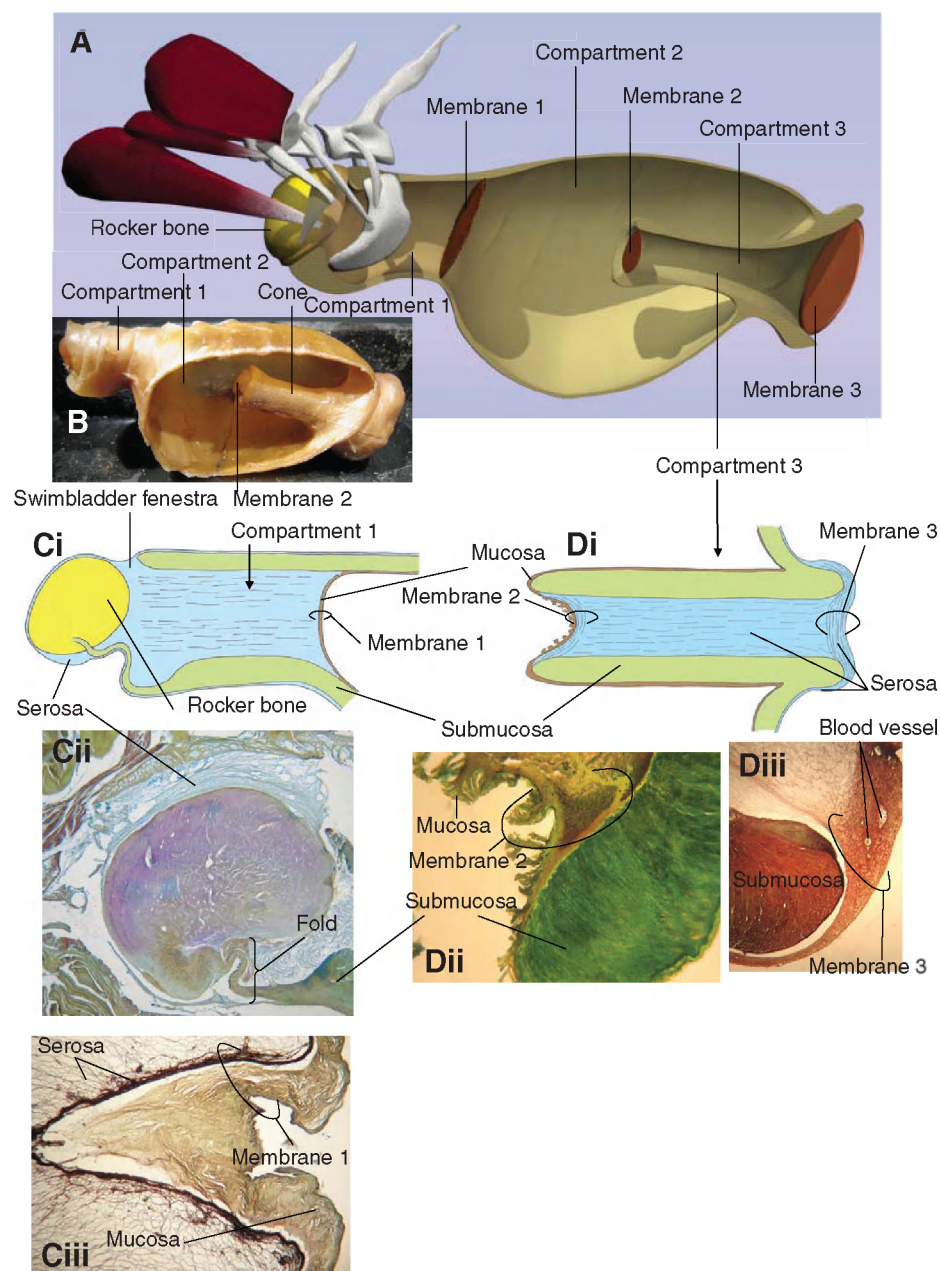 A
Compartment 2
Membrane 1
Membrane 2
Compartment 3
Rocker bone
Compartment 2
Compartment 1
Cone
Compartment 1
B
Membrane 3
Compartment 3
Swimbladder fenestra
Membrane 2
Ci
Compartment 1
Di
Membrane 3
Mucosa
Membrane 2
Membrane 1
Serosa
Serosa
Rocker bone
Submucosa
Blood vessel
Cii
Diii
Mucosa
Membrane 2
Submucosa
Submucosa
Fold
Dii
Membrane 3
Serosa
Membrane 1
Mucosa
Ciii